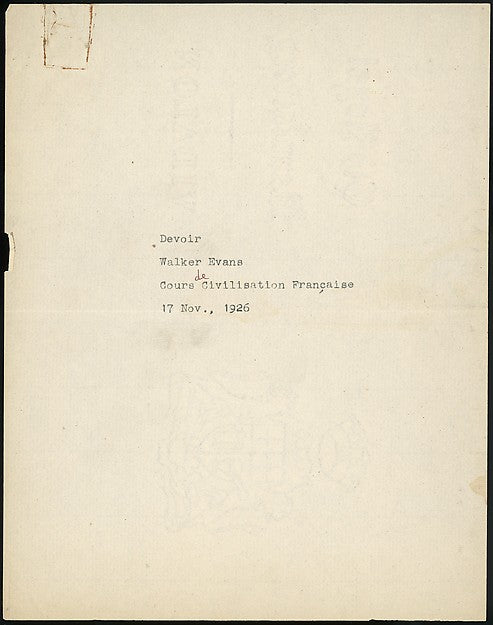 Devoir
Walker Evans
Cours de Civilisation Française
17 Nov., 1926